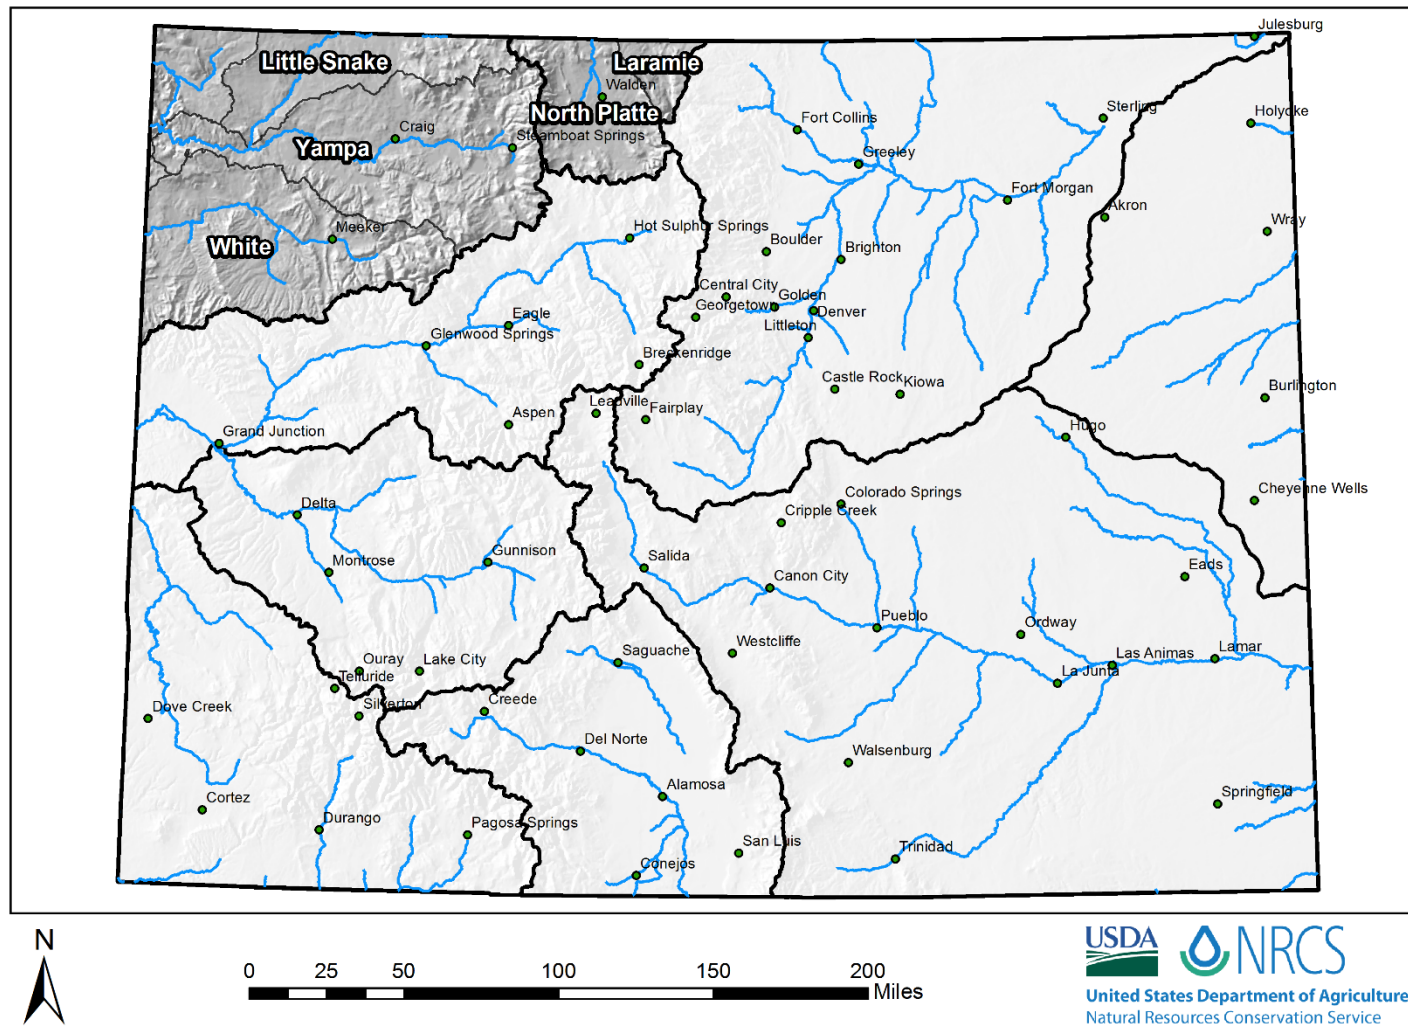 Julesburg
Little Snake
Laramie
Walden
North Platte
Sterling
Holyoke
Craig
Fort Collins
Steamboat Springs
Yampa
Greeley
Fort Morgan
Akron
Wray
Meeker
Hot Sulphur Springs
White
Boulder
Brighton
Central City
Golden
Georgetown
Denver
Eagle
Littleton
Glenwood Springs
Breckenridge
Castle Rock
Kiowa
Burlington
Leadville
Aspen
Fairplay
Grand Junction
Hugo
Delta
Colorado Springs
Cheyenne Wells
Cripple Creek
Montrose
Gunnison
Salida
Canon City
Eads
Pueblo
Ordway
Westcliffe
Saguache
Ouray
Lake City
Las Animas
Lamar
Telluride
La Junta
Silverton
Creede
Dove Creek
Del Norte
Walsenburg
Alamosa
Cortez
Springfield
Durango
Pagosa Springs
San Luis
Trinidad
Conejos
N
0 25 50 100 150 200
Miles
USDA NRCS
United States Department of Agriculture
Natural Resources Conservation Service